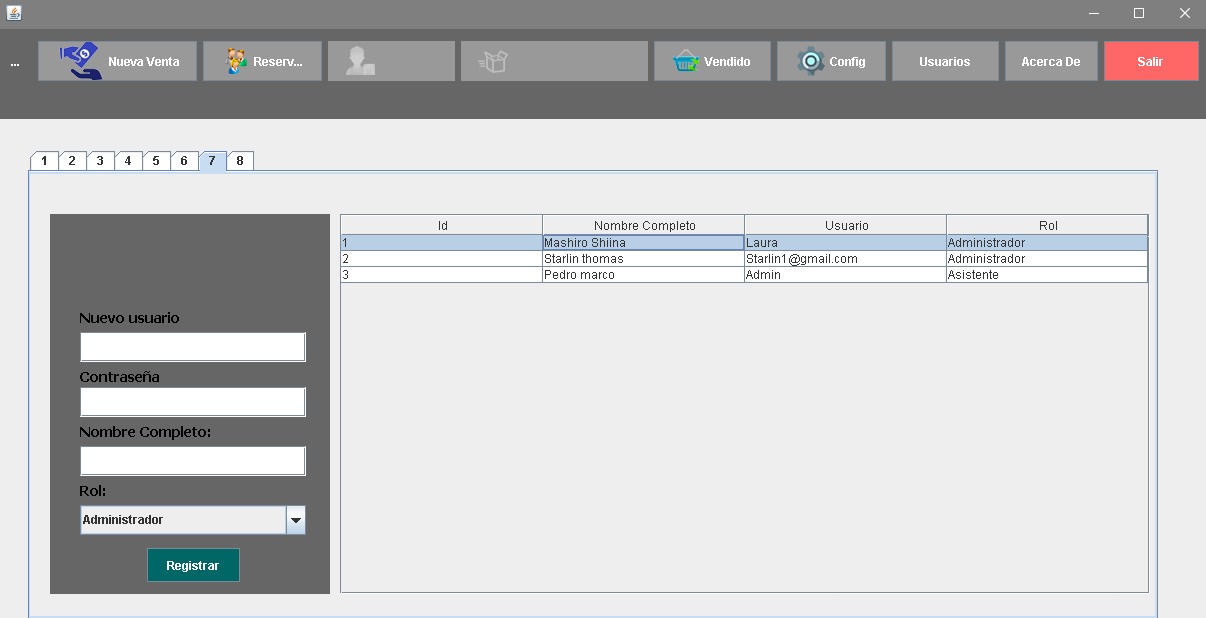 ... Nueva Venta Reserv... Vendido Config Usuarios Acerca De Salir
1 2 3 4 5 6 7 8
Id Nombre Completo Usuario Rol
1 Mashiro Shiina Laura Administrador
2 Starlin thomas Starlin1@gmail.com Administrador
3 Pedro marco Admin Asistente
Nuevo usuario
Contraseña
Nombre Completo:
Rol:
Administrador
Registrar